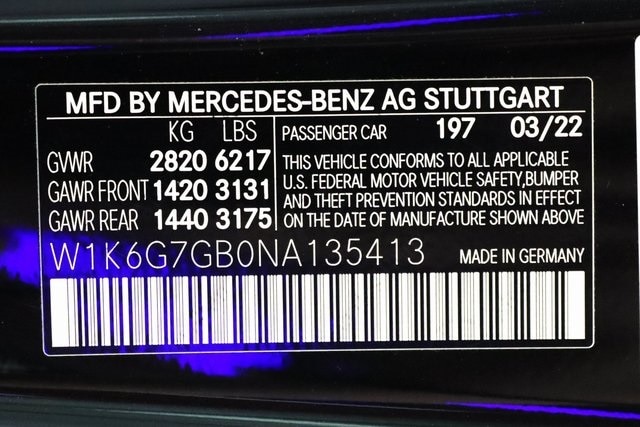 MFD BY MERCEDES-BENZ AG STUTTGART
KG LBS PASSENGER CAR 197 03/22
GVWR 2820 6217
GAWR FRONT 1420 3131
GAWR REAR 1440 3175
THIS VEHICLE CONFORMS TO ALL APPLICABLE
U.S. FEDERAL MOTOR VEHICLE SAFETY, BUMPER
AND THEFT PREVENTION STANDARDS IN EFFECT
ON THE DATE OF MANUFACTURE SHOWN ABOVE
W1K6G7GB0NA135413 MADE IN GERMANY